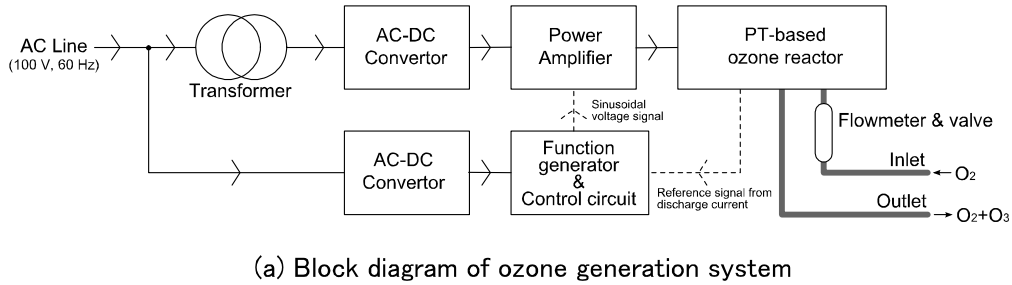 AC Line
(100 V, 60 Hz)
Transformer
AC-DC
Convertor
Power
Amplifier
PT-based
ozone reactor
Sinusoidal
voltage signal
Flowmeter & valve
AC-DC
Convertor
Function
generator
&
Control circuit
Reference signal from
discharge current
Inlet
O2
Outlet
O2+O3
(a) Block diagram of ozone generation system